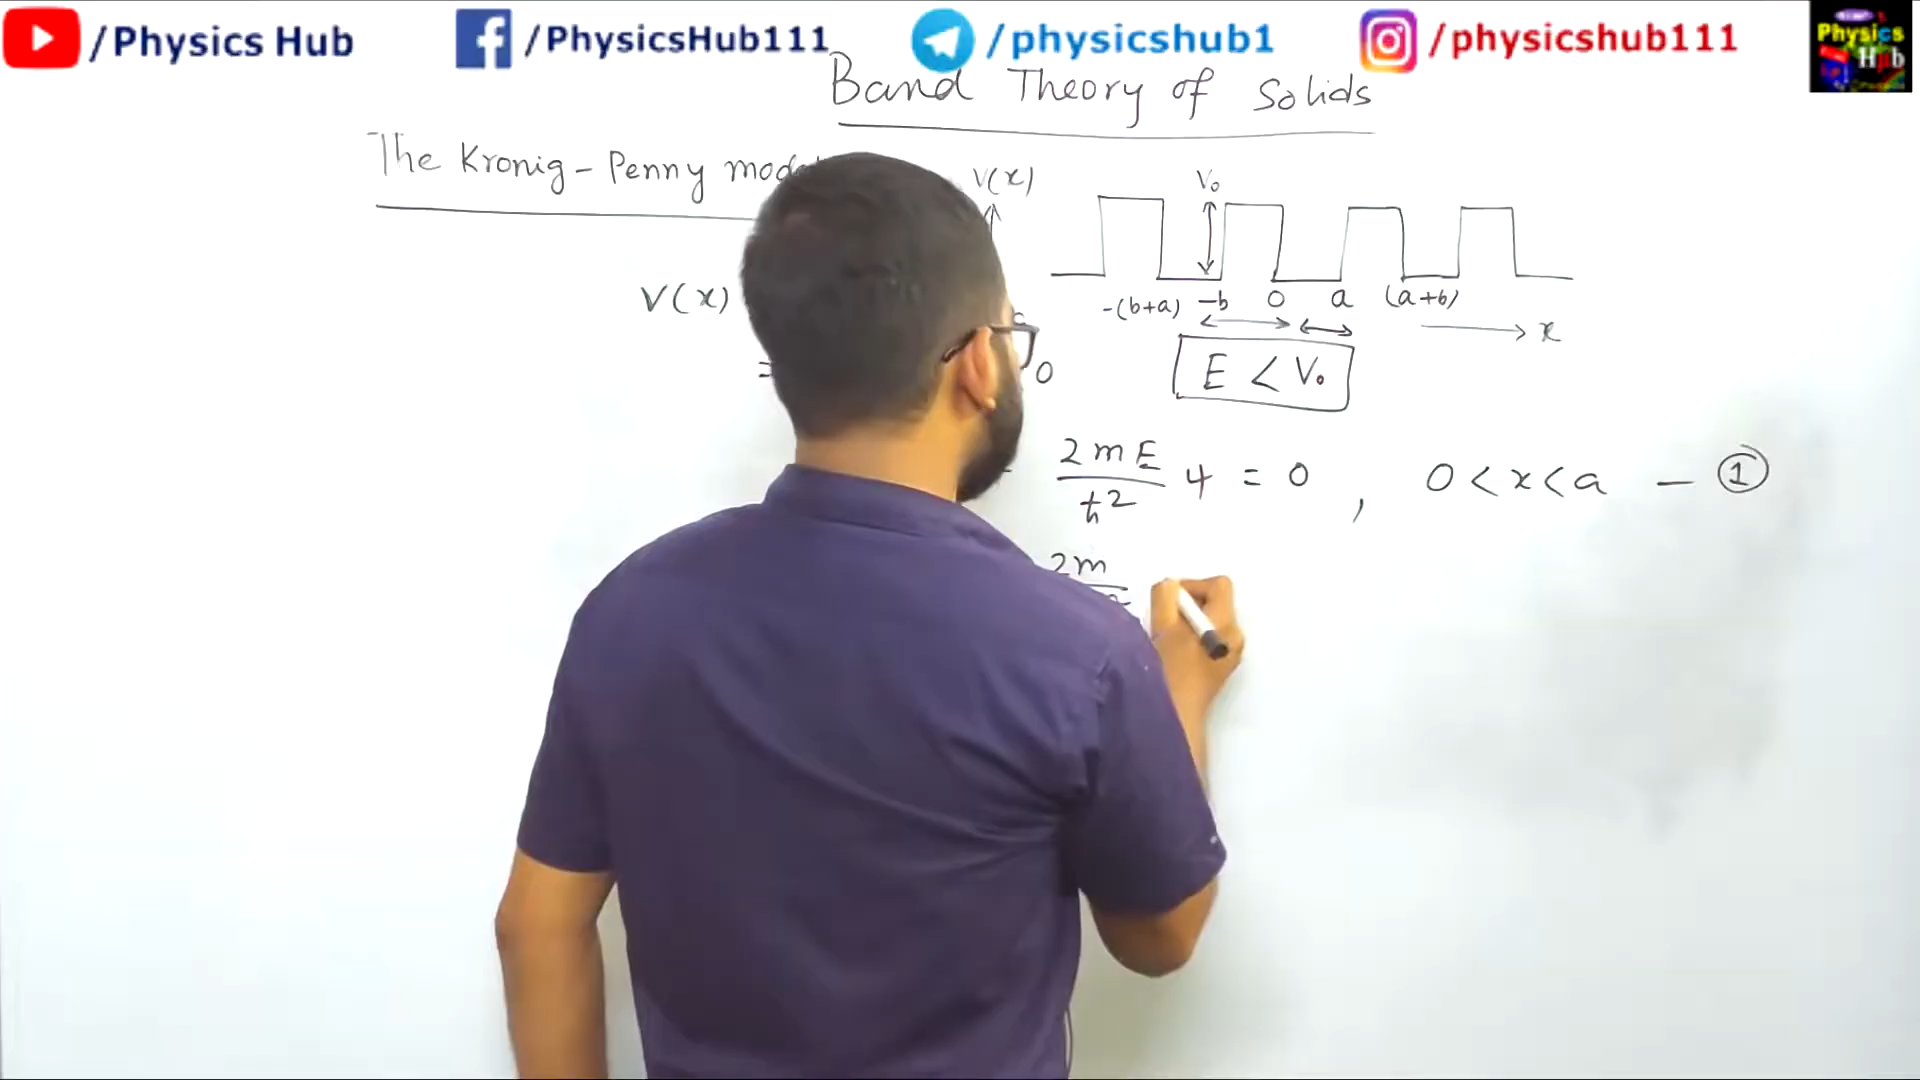 /Physics Hub /PhysicsHub111 /physicshub1 /physicshub111 Physics Hub
Band Theory of Solids
The Kronig-Penny
V(x) V₀
V(x)
-(b+a) -b 0 a (a+b)
x
=
0
E < V₀
2mE/ħ² ψ = 0 , 0 < x < a - ①
2m